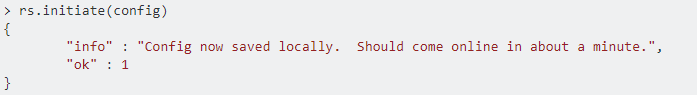 > rs.initiate(config)
{
        "info" : "Config now saved locally.  Should come online in about a minute.",
        "ok" : 1
}